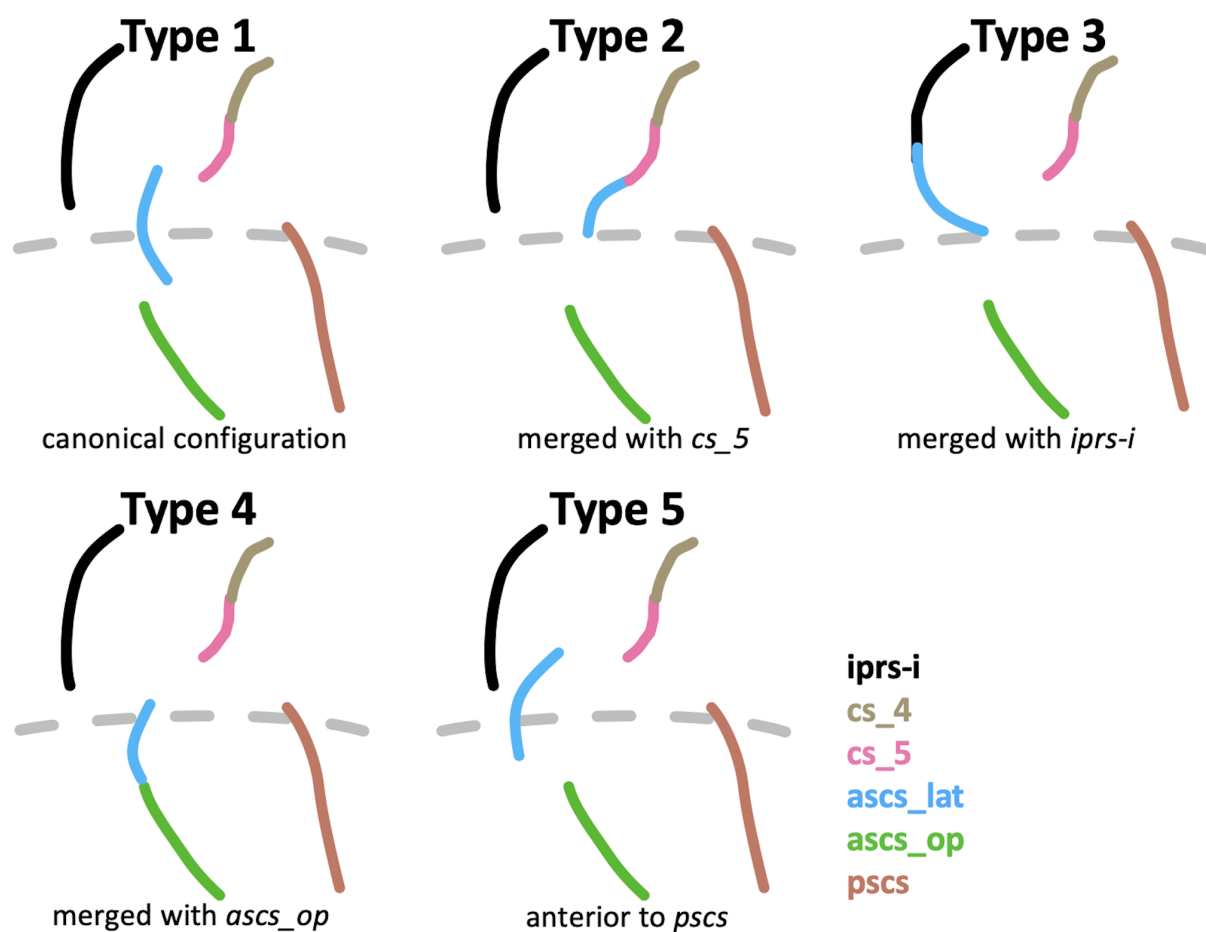 Type 1
Type 2
Type 3
canonical configuration
merged with cs_5
merged with iprs-i
Type 4
Type 5
merged with ascs_op
anterior to pscs
iprs-i
cs_4
cs_5
ascs_lat
ascs_op
pscs